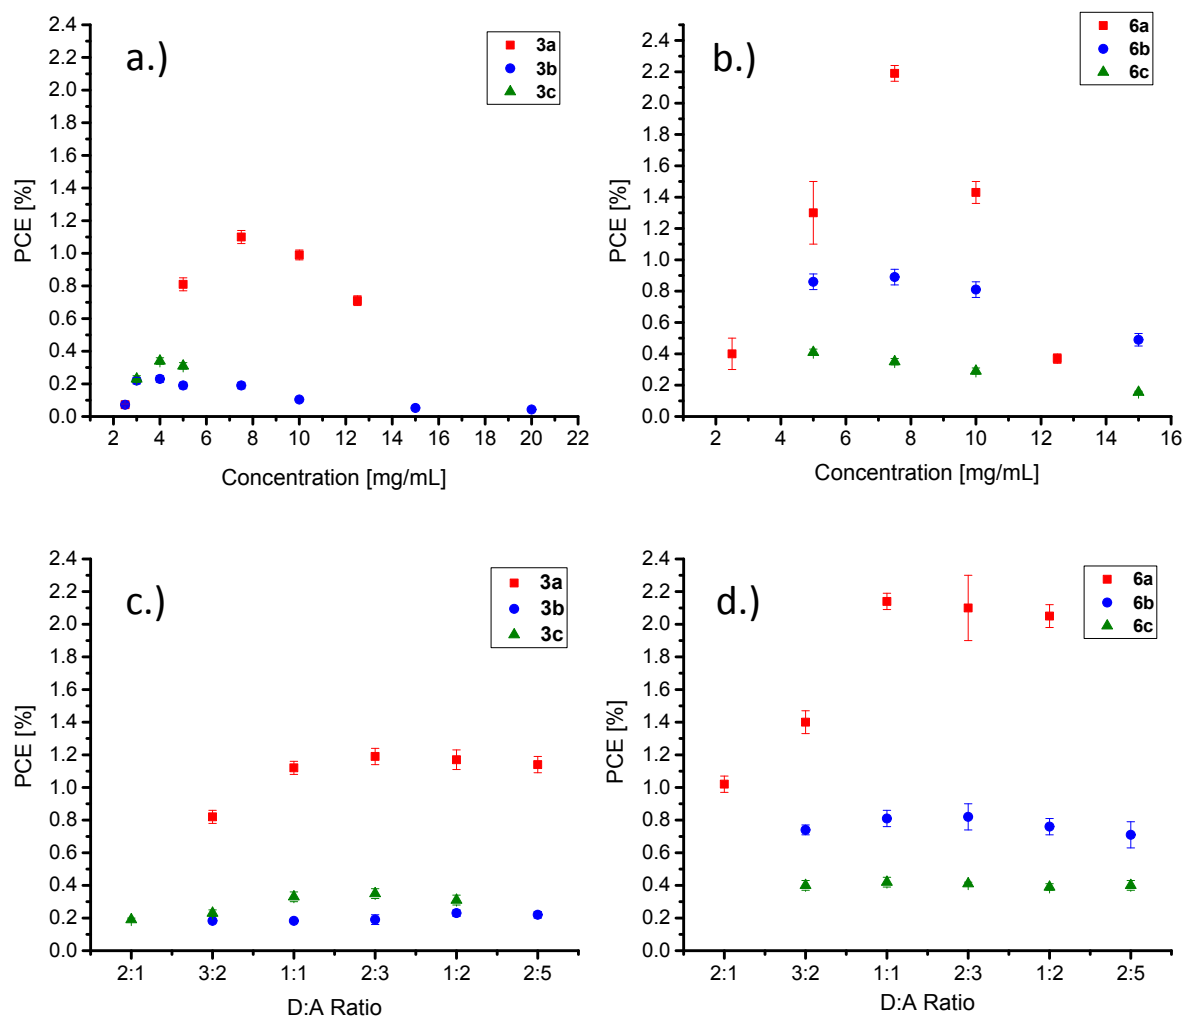 a.)
3a
3b
3c
PCE [%]
2.4
2.2
2.0
1.8
1.6
1.4
1.2
1.0
0.8
0.6
0.4
0.2
0.0
2 4 6 8 10 12 14 16 18 20 22
Concentration [mg/mL]
b.)
6a
6b
6c
PCE [%]
2.4
2.2
2.0
1.8
1.6
1.4
1.2
1.0
0.8
0.6
0.4
0.2
0.0
2 4 6 8 10 12 14 16
Concentration [mg/mL]
c.)
3a
3b
3c
PCE [%]
2.4
2.2
2.0
1.8
1.6
1.4
1.2
1.0
0.8
0.6
0.4
0.2
0.0
2:1 3:2 1:1 2:3 1:2 2:5
D:A Ratio
d.)
6a
6b
6c
PCE [%]
2.4
2.2
2.0
1.8
1.6
1.4
1.2
1.0
0.8
0.6
0.4
0.2
0.0
2:1 3:2 1:1 2:3 1:2 2:5
D:A Ratio